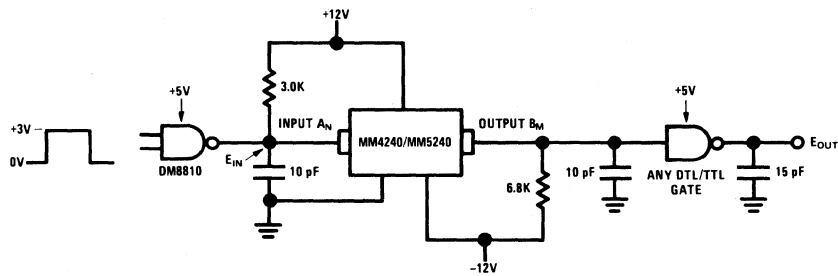 +12V
3.0K
+5V
+5V
+3V
0V
INPUT AN
MM4240/MM5240
OUTPUT BM
EOUT
EIN
DM8810
10 pF
6.8K
10 pF
ANY DTL/TTL
GATE
15 pF
-12V